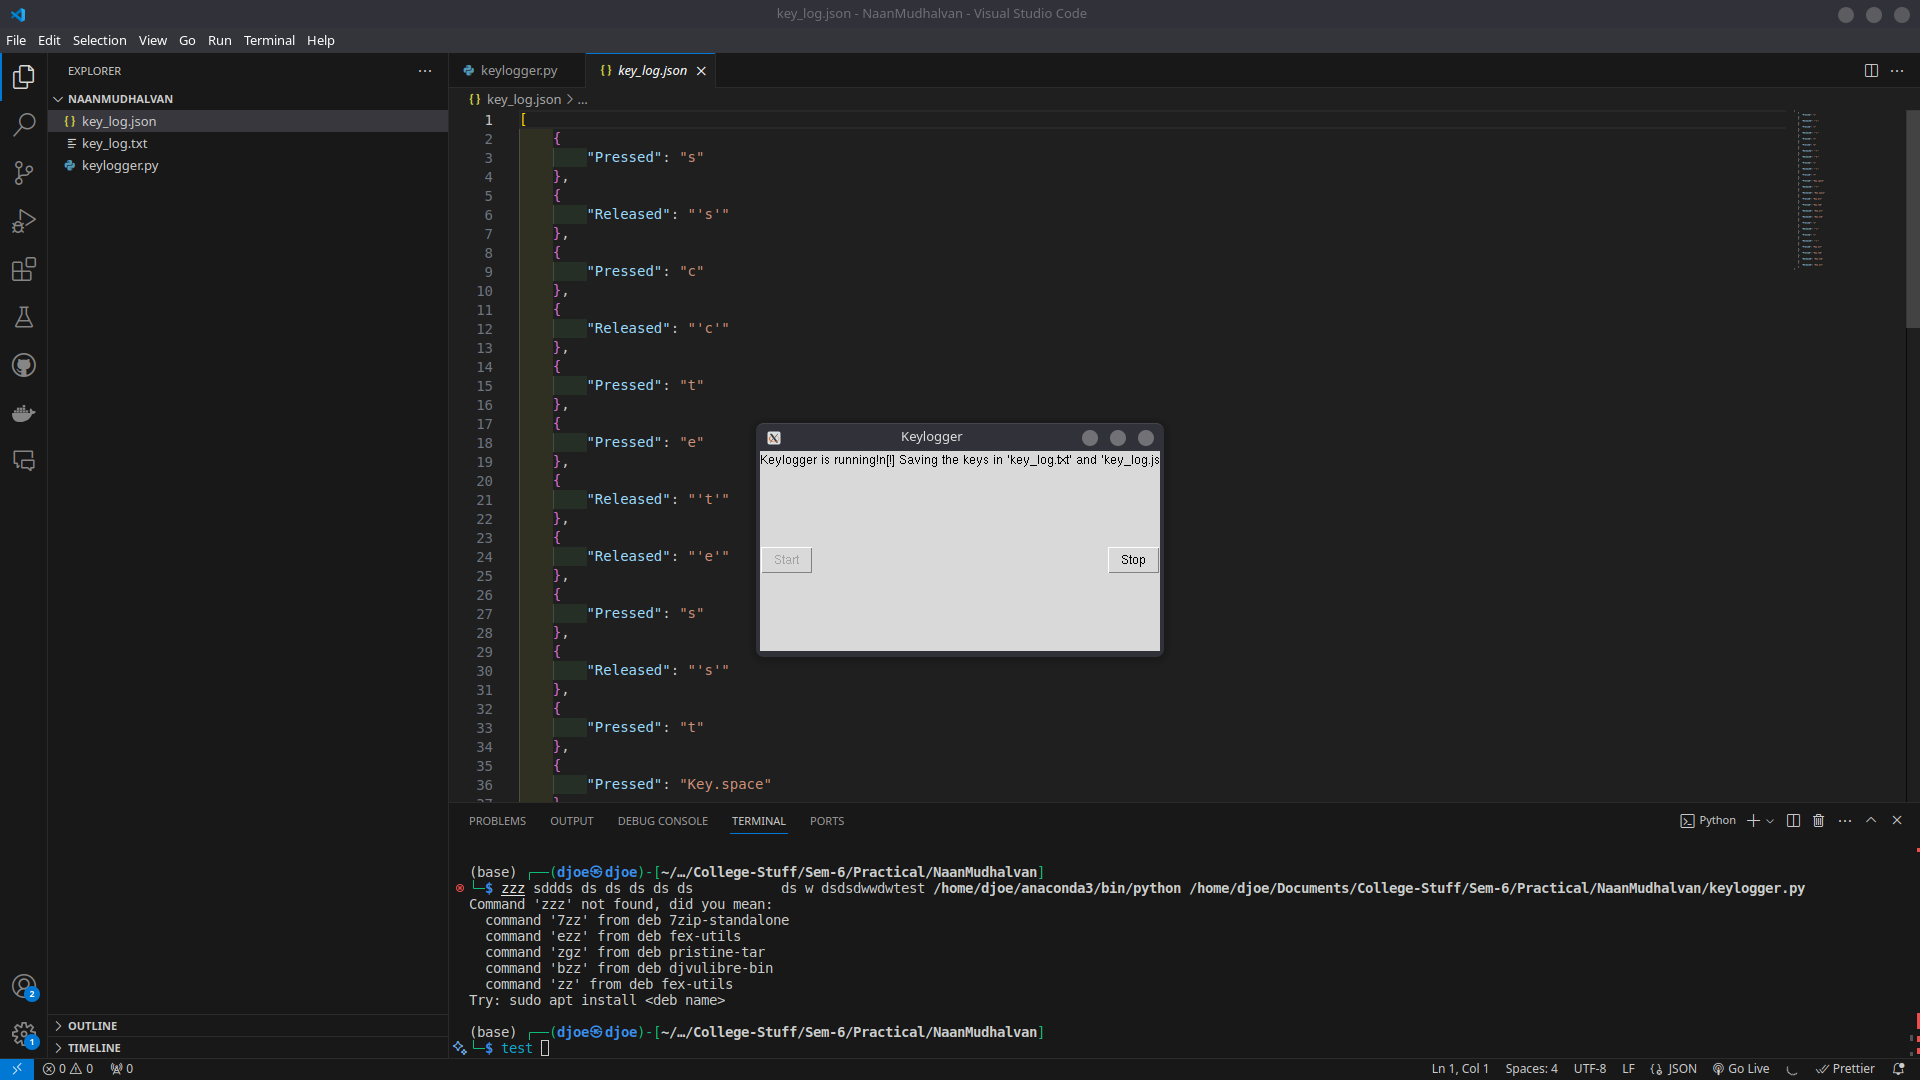 key_log.json - NaanMudhalvan - Visual Studio Code
File Edit Selection View Go Run Terminal Help
EXPLORER
NAANMUDHALVAN
key_log.json
key_log.txt
keylogger.py
OUTLINE
TIMELINE
keylogger.py key_log.json
key_log.json > ...
1 [
2 {
3 "Pressed": "s"
4 },
5 {
6 "Released": "'s'"
7 },
8 {
9 "Pressed": "c"
10 },
11 {
12 "Released": "'c'"
13 },
14 {
15 "Pressed": "t"
16 },
17 {
18 "Pressed": "e"
19 },
20 {
21 "Released": "'t'"
22 },
23 {
24 "Released": "'e'"
25 },
26 {
27 "Pressed": "s"
28 },
29 {
30 "Released": "'s'"
31 },
32 {
33 "Pressed": "t"
34 },
35 {
36 "Pressed": "Key.space"
37 }
Keylogger
Keylogger is running!n[!] Saving the keys in 'key_log.txt' and 'key_log.js
Start Stop
PROBLEMS OUTPUT DEBUG CONSOLE TERMINAL PORTS
Python
(base) ┌──(djoe㉿djoe)-[~/…/College-Stuff/Sem-6/Practical/NaanMudhalvan]
└─$ zzz sddds ds ds ds ds ds ds w dsdsdwwdwtest /home/djoe/anaconda3/bin/python /home/djoe/Documents/College-Stuff/Sem-6/Practical/NaanMudhalvan/keylogger.py
Command 'zzz' not found, did you mean:
command '7zz' from deb 7zip-standalone
command 'ezz' from deb fex-utils
command 'zgz' from deb pristine-tar
command 'bzz' from deb djvulibre-bin
command 'zz' from deb fex-utils
Try: sudo apt install <deb name>
(base) ┌──(djoe㉿djoe)-[~/…/College-Stuff/Sem-6/Practical/NaanMudhalvan]
└─$ test
2
1
0 0 0
Ln 1, Col 1 Spaces: 4 UTF-8 LF JSON Go Live Prettier